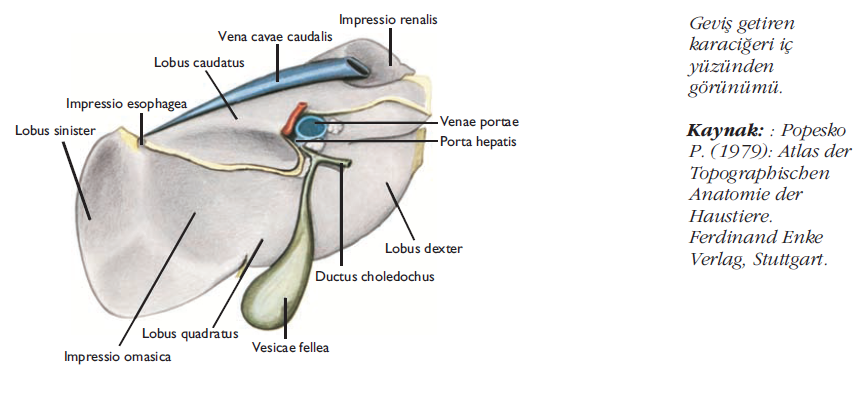 Impressio renalis
Vena cavae caudalis
Lobus caudatus
Impressio esophagea
Lobus sinister
Venae portae
Porta hepatis
Lobus dexter
Ductus choledochus
Lobus quadratus
Vesicae fellea
Impressio omasica
Geviş getiren
karaciğeri iç
yüzünden
görünümü.
Kaynak: : Popesko
P. (1979): Atlas der
Topographischen
Anatomie der
Haustiere.
Ferdinand Enke
Verlag, Stuttgart.